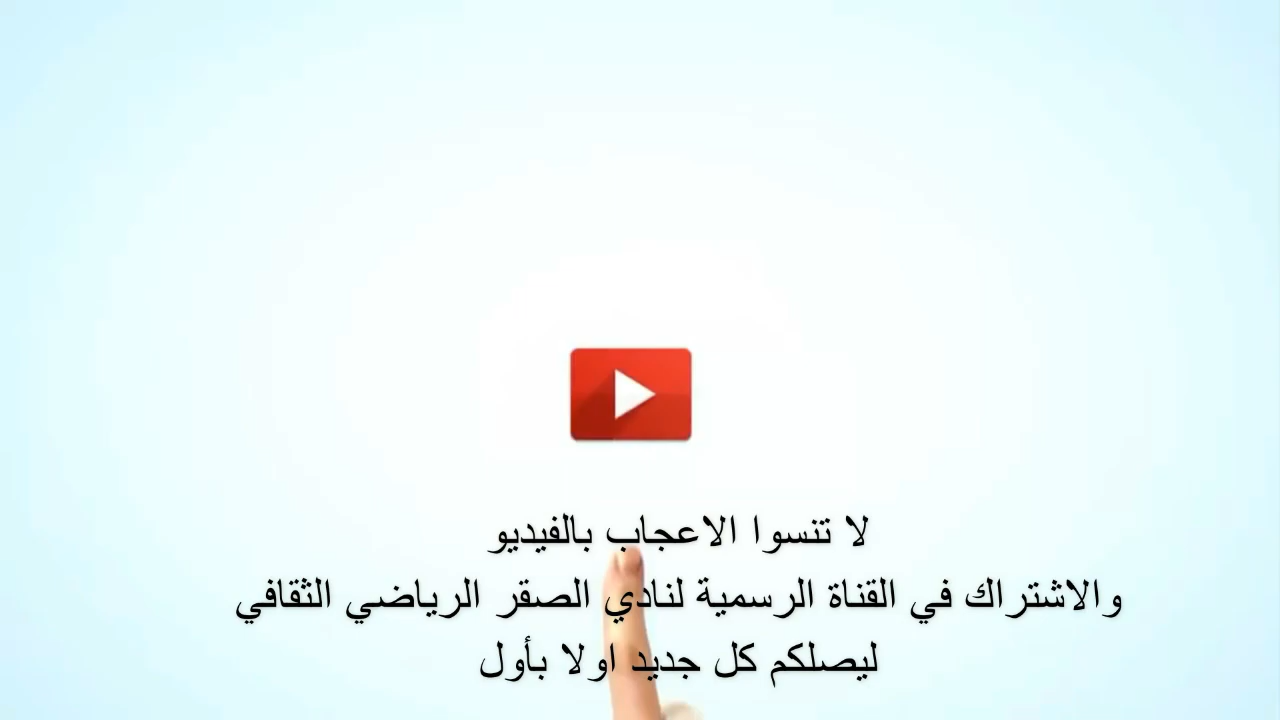 لا تنسوا الاعجاب بالفيديو
والاشتراك في القناة الرسمية لنادي الصقر الرياضي الثقافي
ليصلكم كل جديد اولا بأول